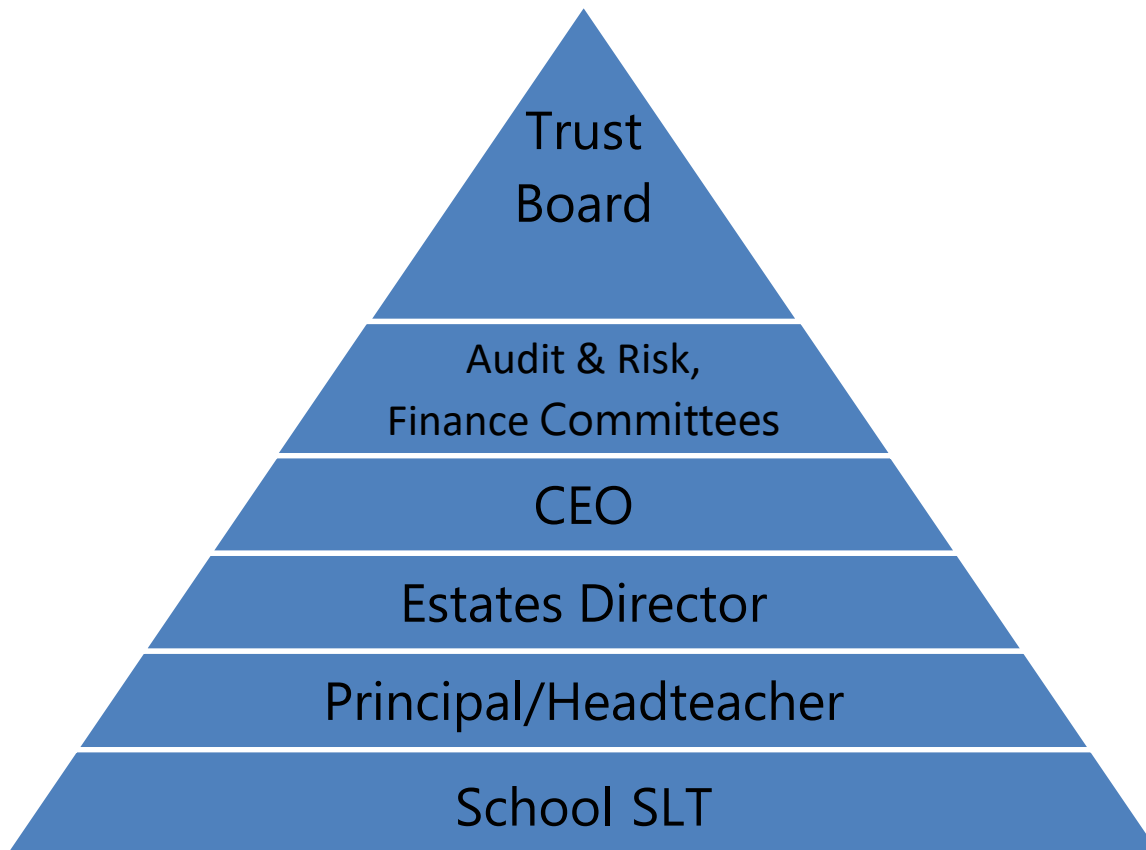 Trust
Board
Audit & Risk,
Finance Committees
CEO
Estates Director
Principal/Headteacher
School SLT